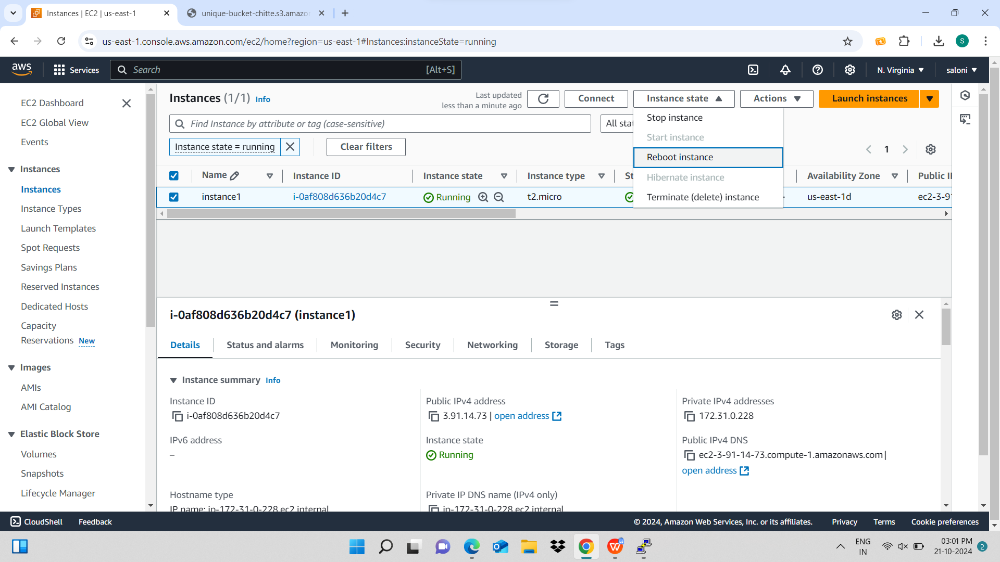 Instances | EC2 | us-east-1
unique-bucket-chitte.s3.amazo
us-east-1.console.aws.amazon.com/ec2/home?region=us-east-1#Instances:instanceState=running
S
aws
Services
Search
[Alt+S]
N. Virginia
saloni
EC2 Dashboard
EC2 Global View
Events
Instances
Instances
Instance Types
Launch Templates
Spot Requests
Savings Plans
Reserved Instances
Dedicated Hosts
Capacity
Reservations New
Images
AMIs
AMI Catalog
Elastic Block Store
Volumes
Snapshots
Lifecycle Manager
Instances (1/1) Info
Last updated
less than a minute ago
Connect
Instance state
Actions
Launch instances
Find Instance by attribute or tag (case-sensitive)
All stat
Stop instance
Start instance
Reboot instance
Hibernate instance
Terminate (delete) instance
Instance state = running
Clear filters
1
Name
Instance ID
Instance state
Instance type
St
Availability Zone
Public I
instance1
i-0af808d636b20d4c7
Running
t2.micro
us-east-1d
ec2-3-91
i-0af808d636b20d4c7 (instance1)
Details
Status and alarms
Monitoring
Security
Networking
Storage
Tags
Instance summary Info
Instance ID
i-0af808d636b20d4c7
Public IPv4 address
3.91.14.73 | open address
Private IPv4 addresses
172.31.0.228
IPv6 address
–
Instance state
Running
Public IPv4 DNS
ec2-3-91-14-73.compute-1.amazonaws.com |
open address
Hostname type
IP name: ip-172-31-0-228.ec2.internal
Private IP DNS name (IPv4 only)
ip-172-31-0-228.ec2.internal
CloudShell
Feedback
© 2024, Amazon Web Services, Inc. or its affiliates.
Privacy
Terms
Cookie preferences
ENG
IN
03:01 PM
21-10-2024
2